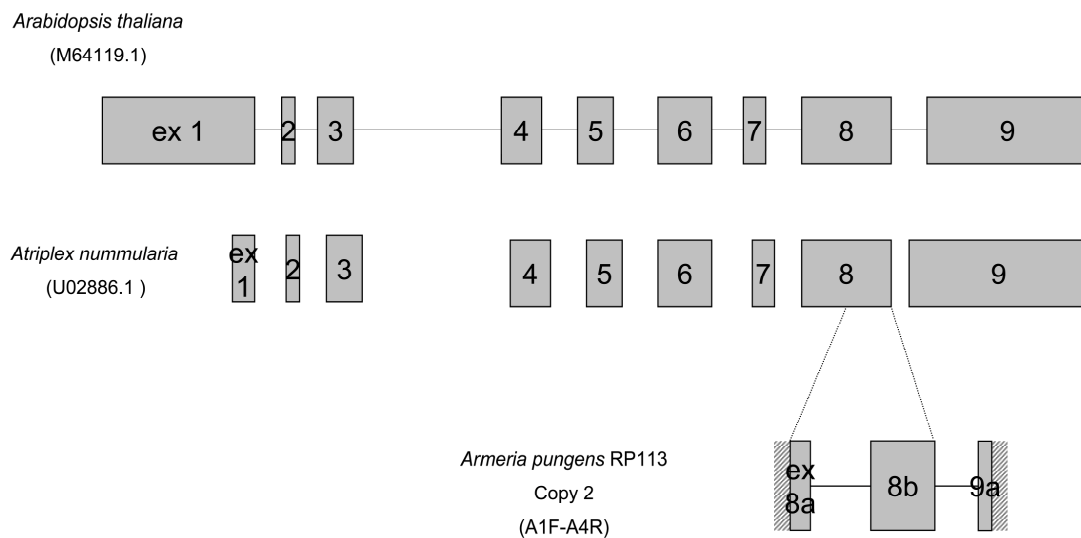 Arabidopsis thaliana
(M64119.1)
ex 1 2 3 4 5 6 7 8 9
Atriplex nummularia
(U02886.1 )
ex
1 2 3 4 5 6 7 8 9
Armeria pungens RP113
Copy 2
(A1F-A4R)
ex
8a 8b 9a